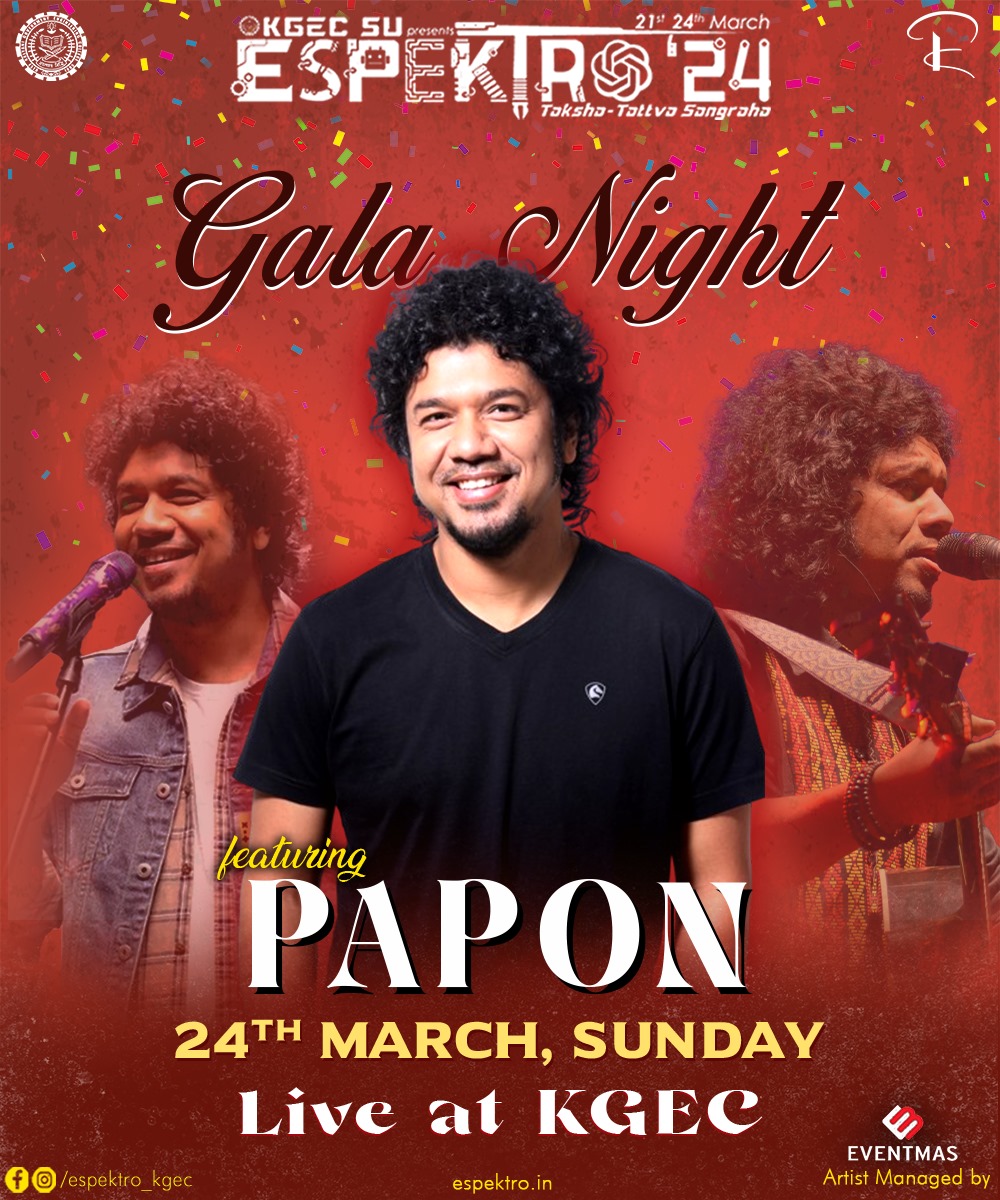 KGEC SU presents
21st 24th March
ESPEKTRO '24
Taksha-Tattva Sangraha
Gala Night
featuring
PAPON
24TH MARCH, SUNDAY
Live at KGEC
EVENTMAS
Artist Managed by
/espektro_kgec
espektro.in